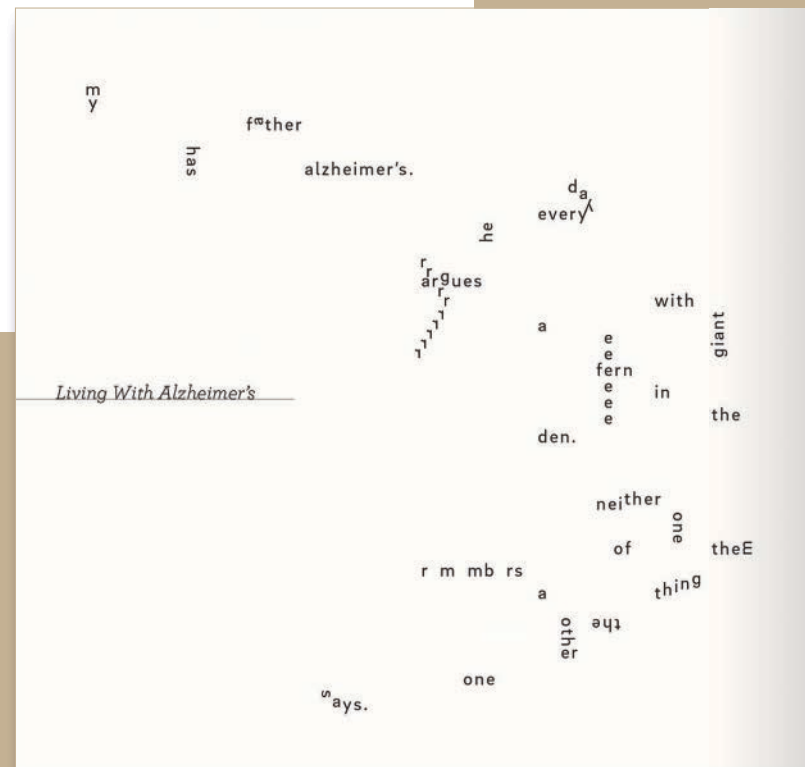 my
father
has
alzheimer's.
every day
he
r
r
argues
r
r
r
r
r
r
r
with
a
giant
e
e
fern
e
e
e
in
the
den.
Living With Alzheimer's
neither
one
of
theE
r m mb rs
a
thing
the
other
one
says.